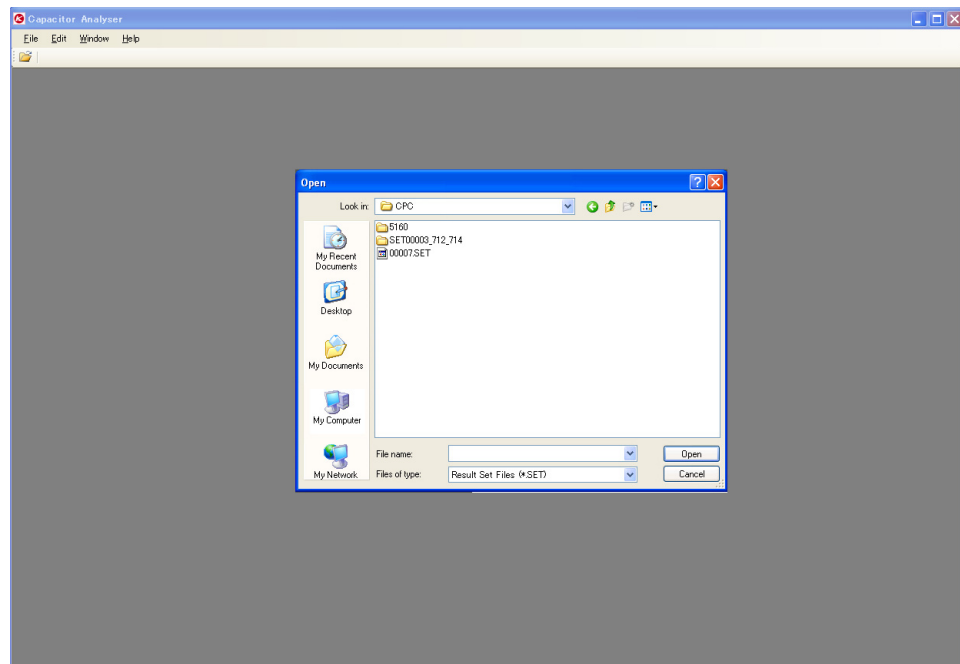 Capacitor Analyser
File Edit Window Help
Open
Look in: CPC
5160
SET00003_712_714
00007.SET
My Recent
Documents
Desktop
My Documents
My Computer
My Network
File name:
Open
Files of type: Result Set Files (*.SET)
Cancel